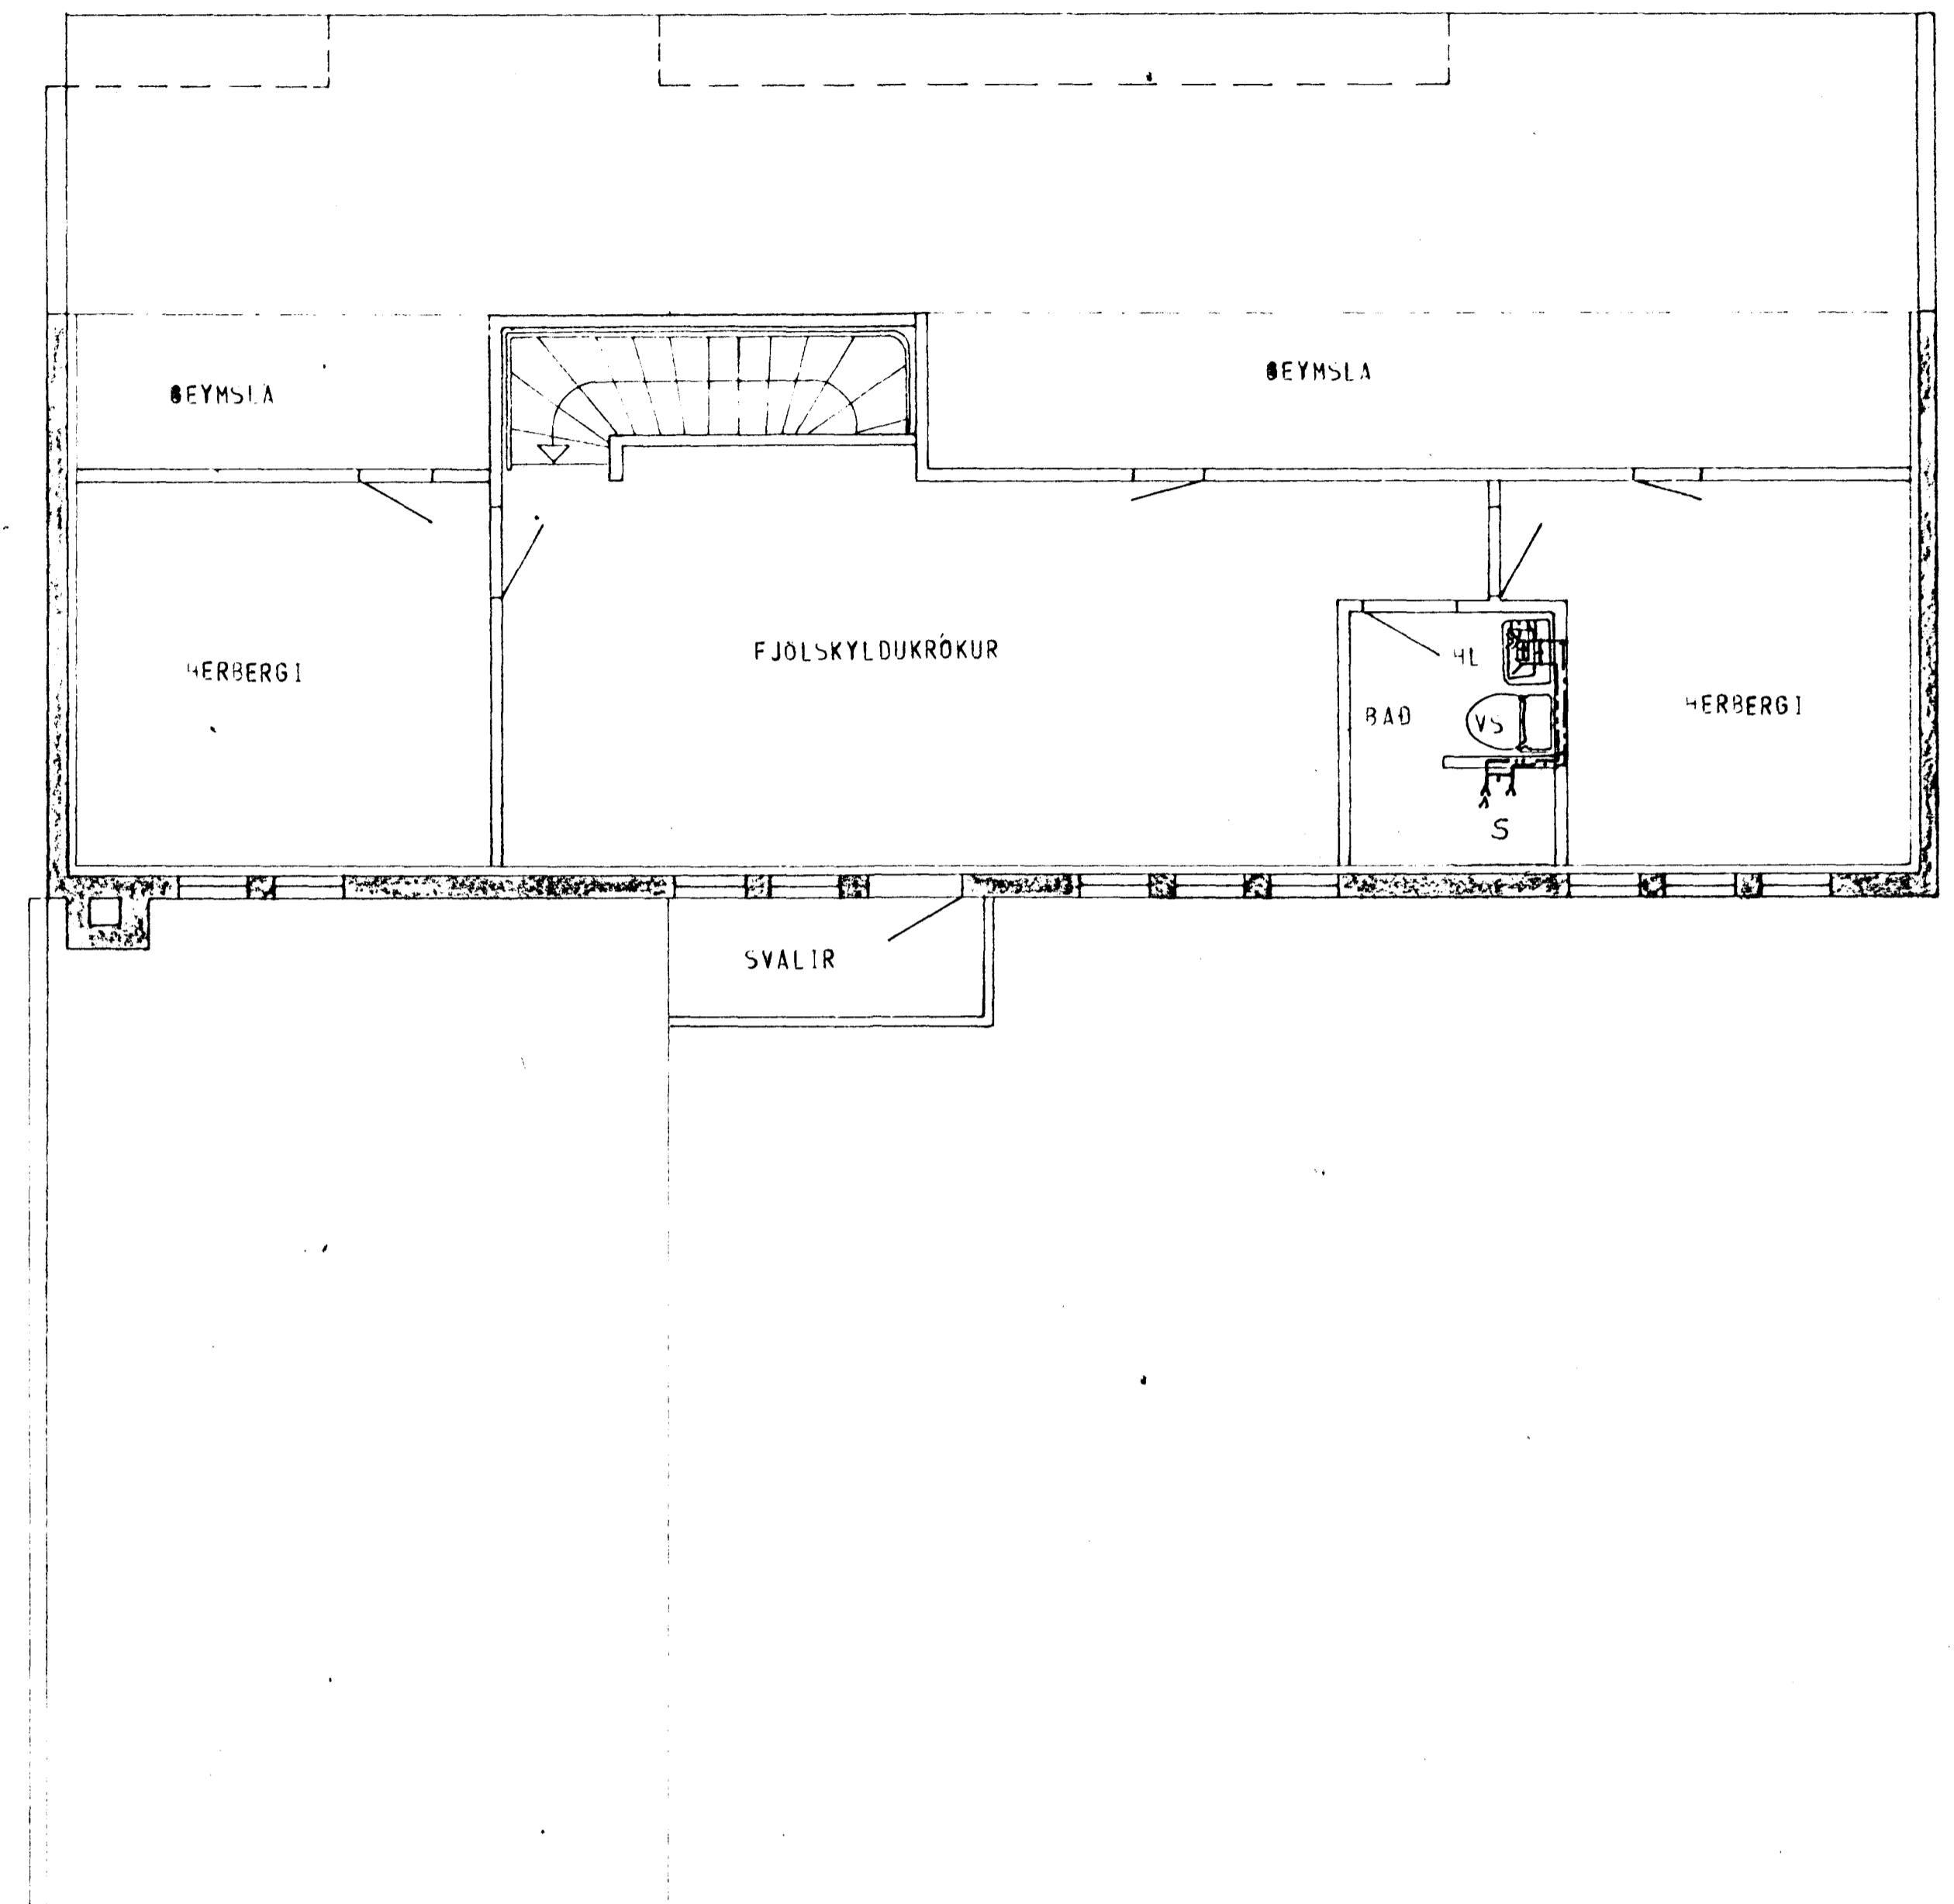 GEYMSLA
GEYMSLA
HERBERGI
FJÖLSKYLDUKRÓKUR
HL
BAÐ
VS
HERBERGI
S
SVALIR